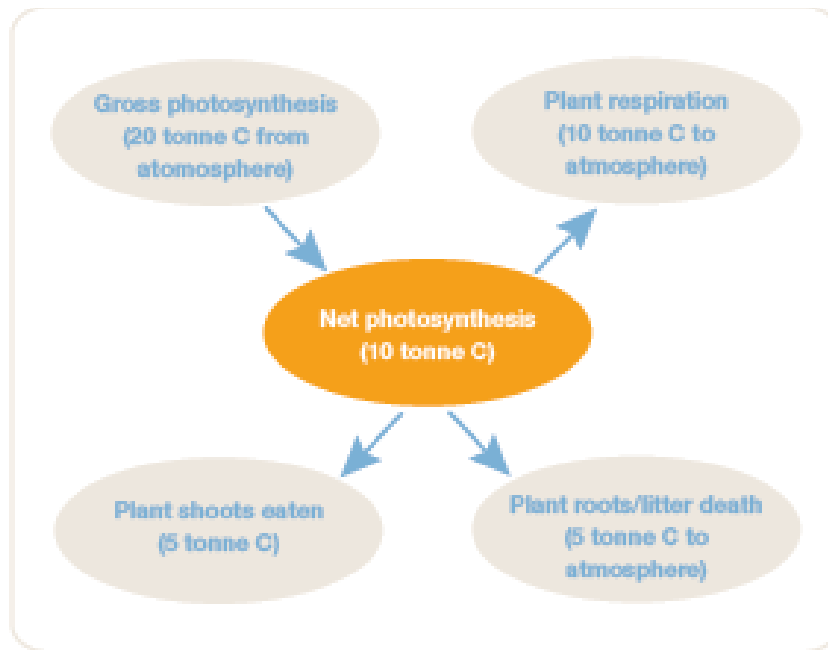 Gross photosynthesis
(20 tonne C from
atomosphere)
Plant respiration
(10 tonne C to
atmosphere)
Net photosynthesis
(10 tonne C)
Plant shoots eaten
(5 tonne C)
Plant roots/litter death
(5 tonne C to
atmosphere)